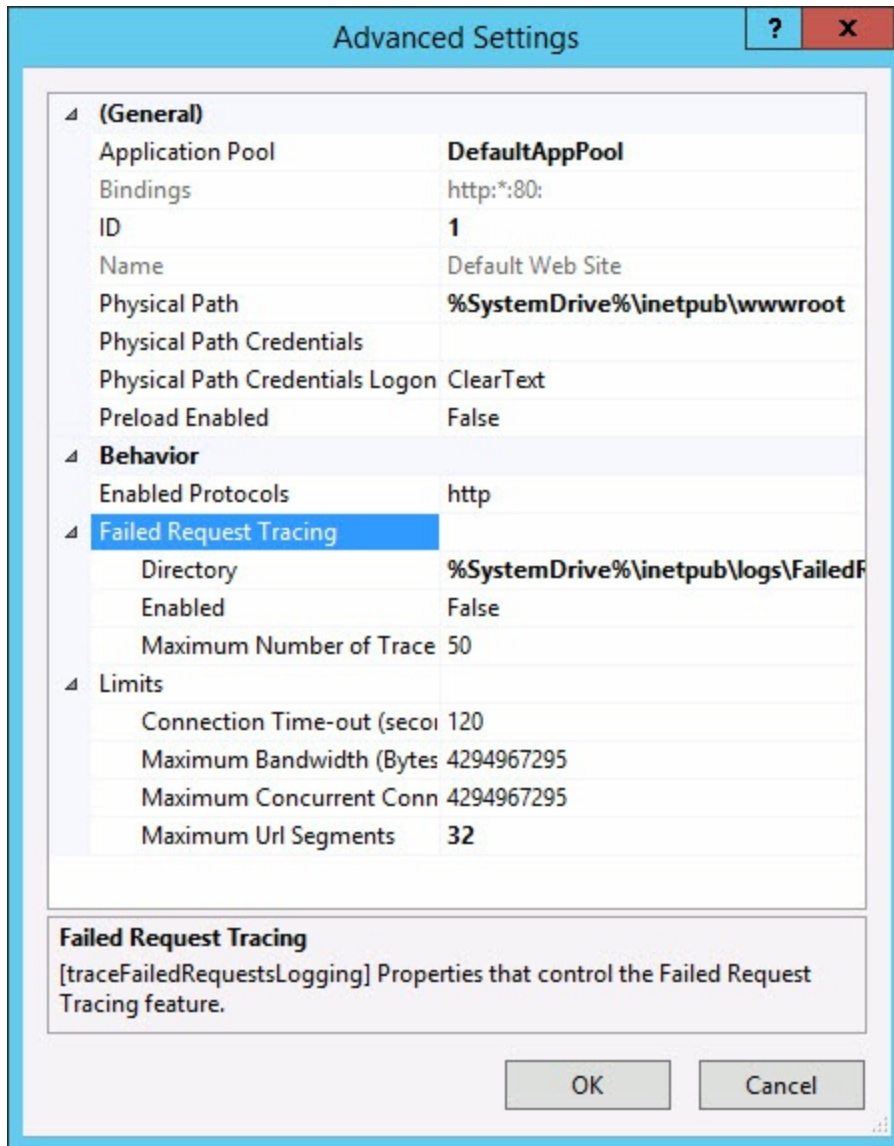 Advanced Settings
?
x
(General)
Application Pool DefaultAppPool
Bindings http:*:80:
ID 1
Name Default Web Site
Physical Path %SystemDrive%\inetpub\wwwroot
Physical Path Credentials
Physical Path Credentials Logon ClearText
Preload Enabled False
Behavior
Enabled Protocols http
Failed Request Tracing
Directory %SystemDrive%\inetpub\logs\FailedR
Enabled False
Maximum Number of Trace 50
Limits
Connection Time-out (secon 120
Maximum Bandwidth (Bytes 4294967295
Maximum Concurrent Conn 4294967295
Maximum Url Segments 32
Failed Request Tracing
[traceFailedRequestsLogging] Properties that control the Failed Request
Tracing feature.
OK Cancel